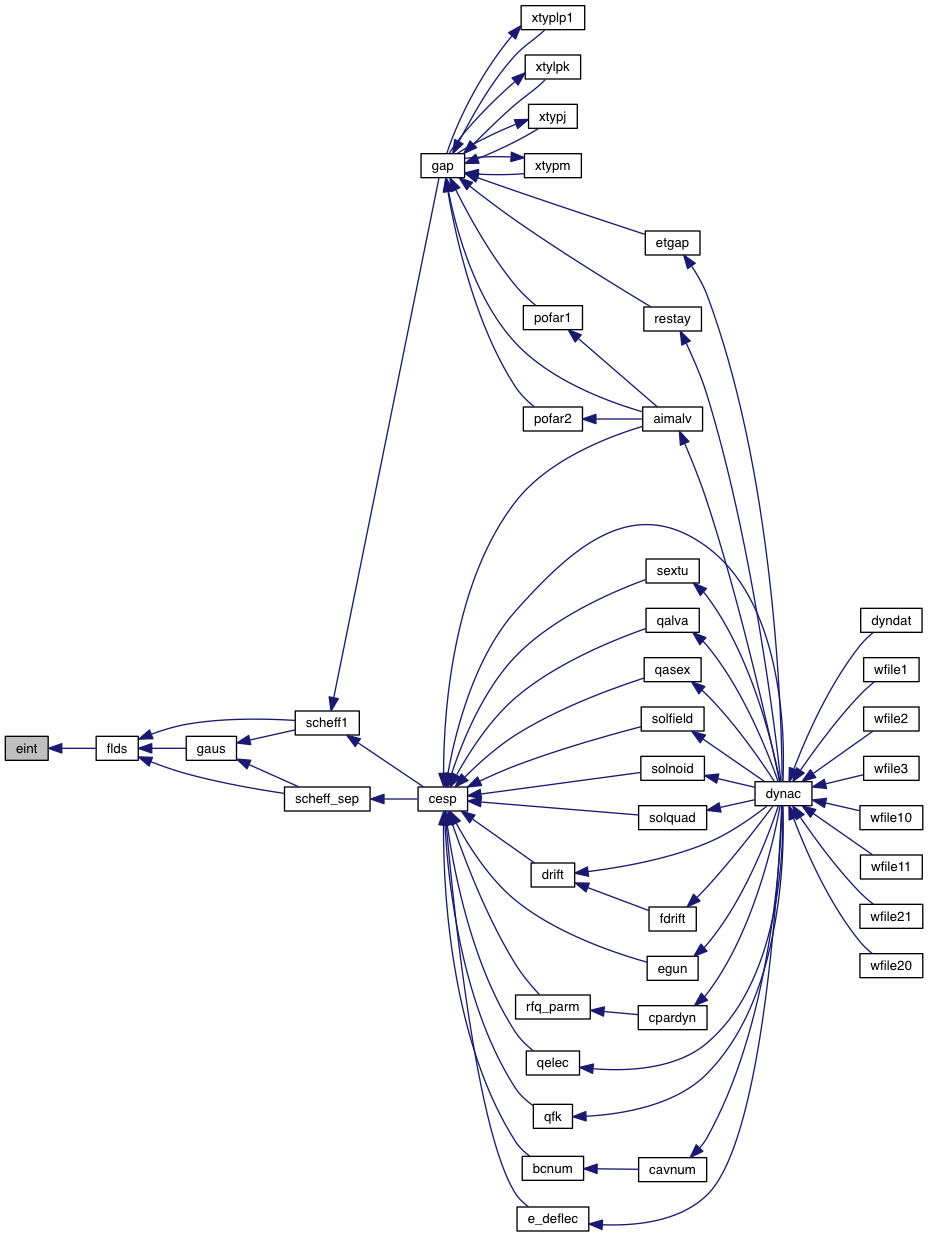 xtyplp1
xtylpk
xtypj
gap
xtypm
etgap
pofar1
restay
pofar2
aimalv
sextu
qalva
dyndat
qasex
wfile1
solfield
wfile2
scheff1
eint
flds
gaus
solnoid
wfile3
scheff_sep
cesp
dynac
solquad
wfile10
drift
wfile11
fdrift
wfile21
egun
wfile20
rfq_parm
cpardyn
qelec
qfk
bcnum
cavnum
e_deflec